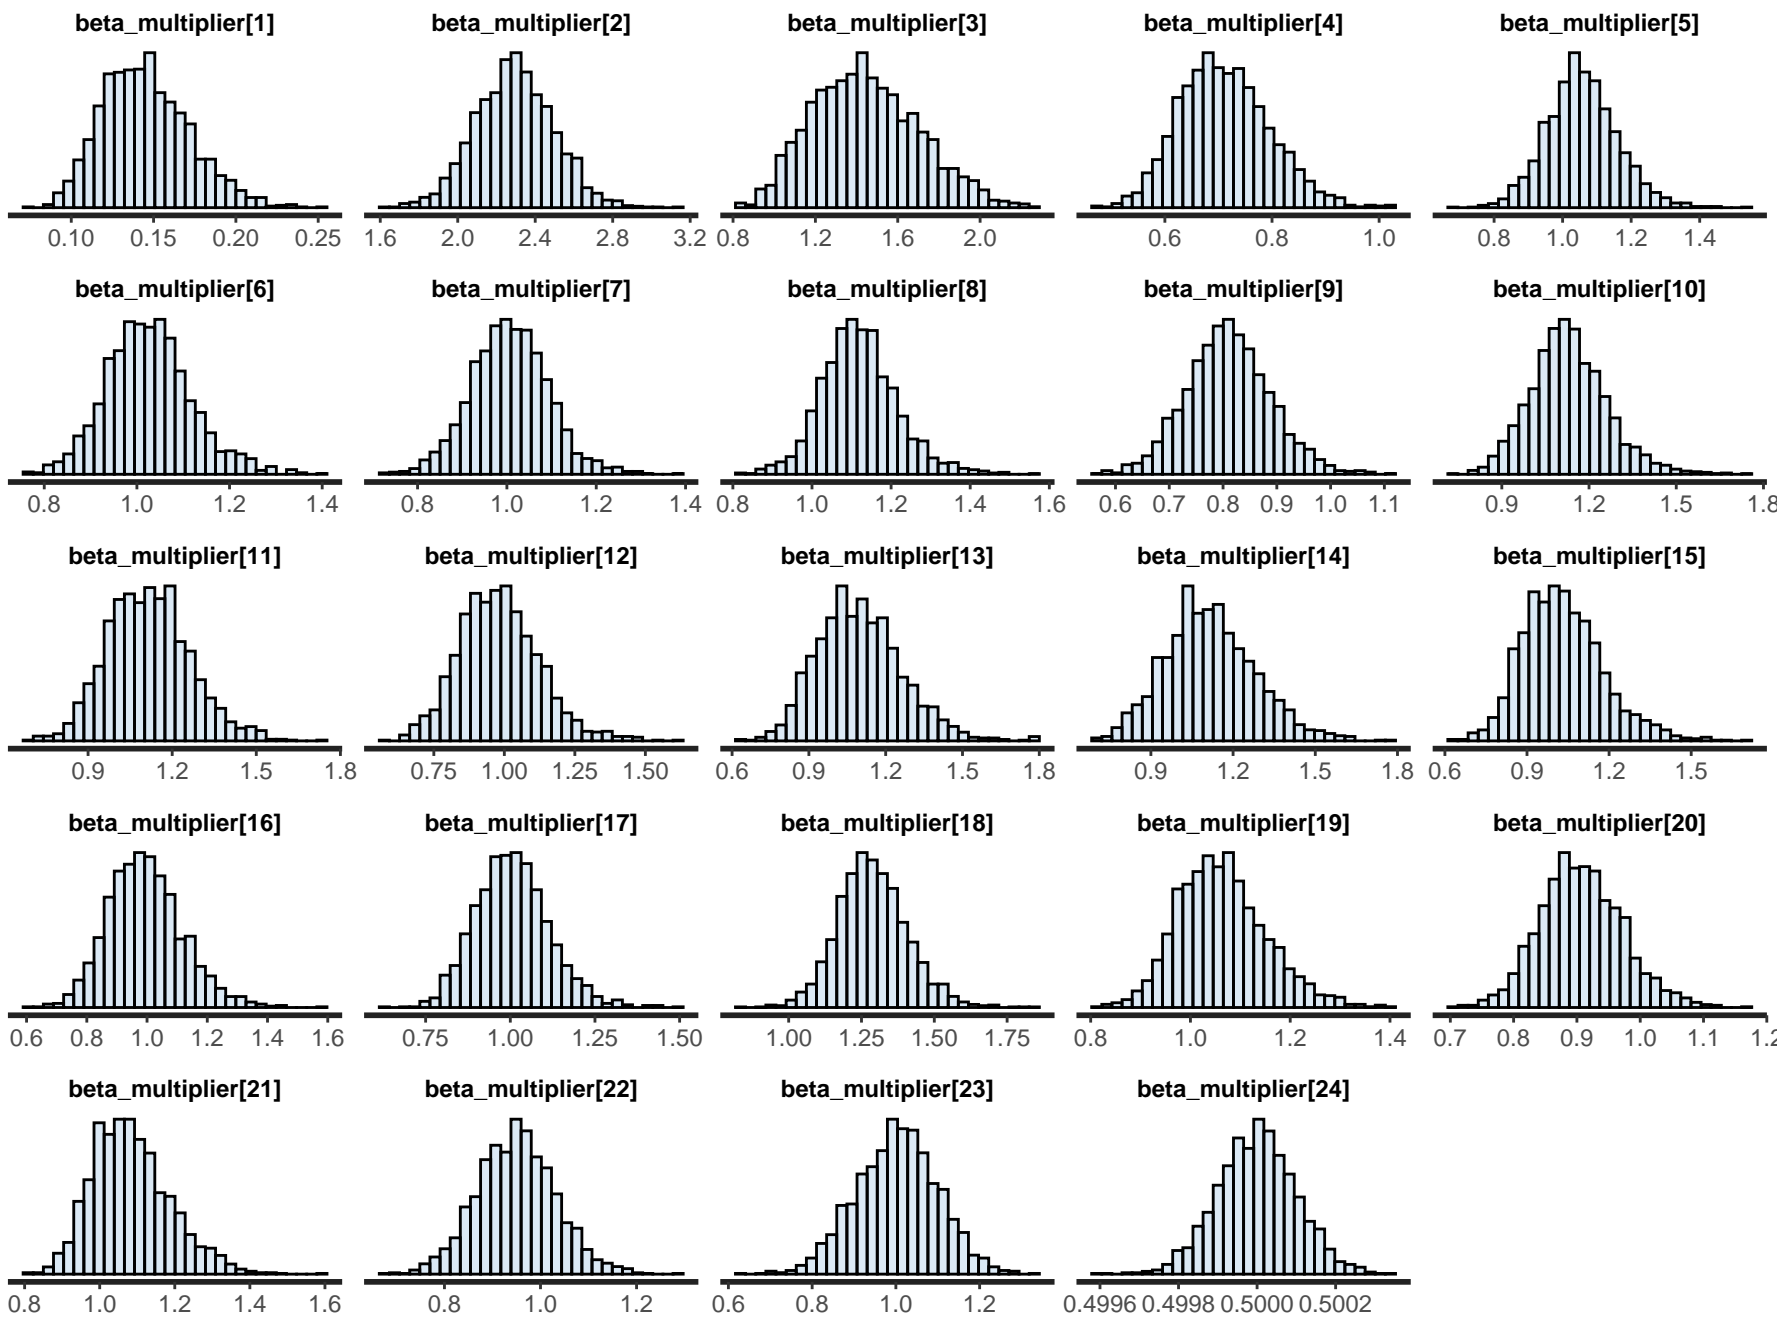 beta_multiplier[1] beta_multiplier[2] beta_multiplier[3] beta_multiplier[4] beta_multiplier[5]
0.10 0.15 0.20 0.25 1.6 2.0 2.4 2.8 3.2 0.8 1.2 1.6 2.0 0.6 0.8 1.0 0.8 1.0 1.2 1.4
beta_multiplier[6] beta_multiplier[7] beta_multiplier[8] beta_multiplier[9] beta_multiplier[10]
0.8 1.0 1.2 1.4 0.8 1.0 1.2 1.4 0.8 1.0 1.2 1.4 1.6 0.6 0.7 0.8 0.9 1.0 1.1 0.9 1.2 1.5 1.8
beta_multiplier[11] beta_multiplier[12] beta_multiplier[13] beta_multiplier[14] beta_multiplier[15]
0.9 1.2 1.5 1.8 0.75 1.00 1.25 1.50 0.6 0.9 1.2 1.5 1.8 0.9 1.2 1.5 1.8 0.6 0.9 1.2 1.5
beta_multiplier[16] beta_multiplier[17] beta_multiplier[18] beta_multiplier[19] beta_multiplier[20]
0.6 0.8 1.0 1.2 1.4 1.6 0.75 1.00 1.25 1.50 1.00 1.25 1.50 1.75 0.8 1.0 1.2 1.4 0.7 0.8 0.9 1.0 1.1 1.2
beta_multiplier[21] beta_multiplier[22] beta_multiplier[23] beta_multiplier[24]
0.8 1.0 1.2 1.4 1.6 0.8 1.0 1.2 0.6 0.8 1.0 1.2 0.4996 0.4998 0.5000 0.5002